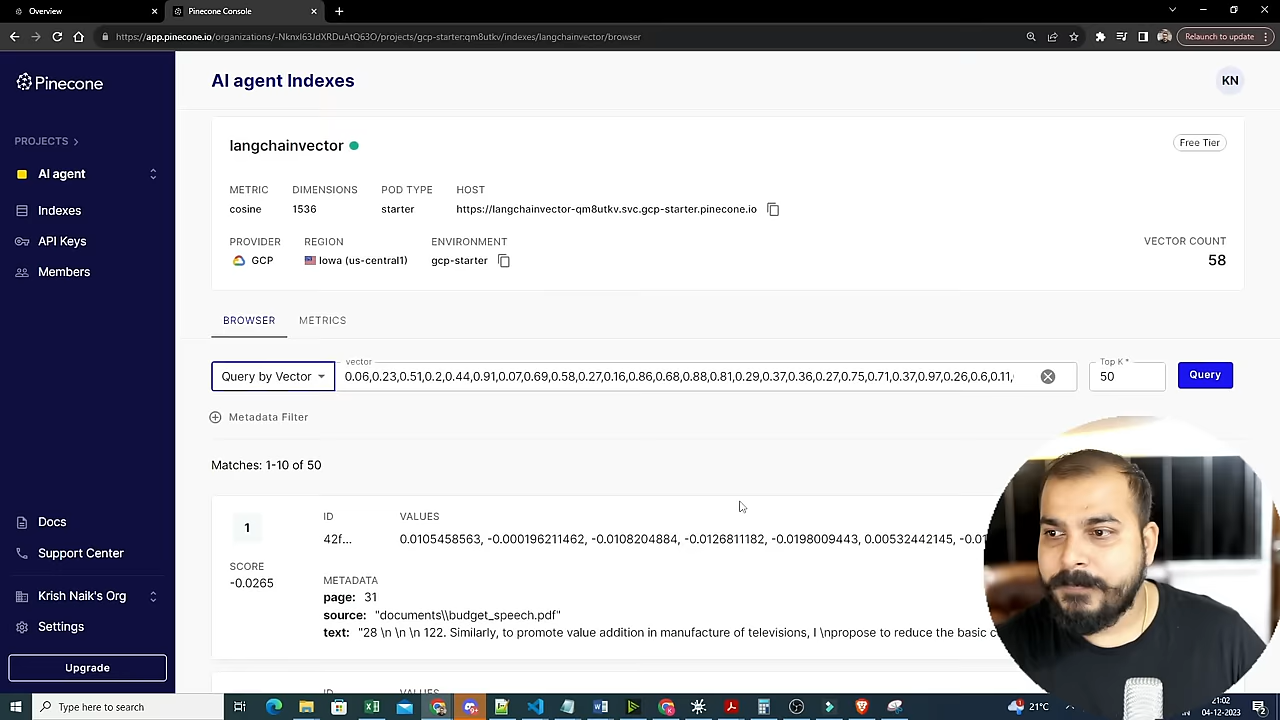 Overview
Pinecone Console
https://app.pinecone.io/organizations/-NknxI63JdXRDuAtQ63O/projects/gcp-starter:qm8utkv/indexes/langchainvector/browser
Relaunch to update
Pinecone
AI agent Indexes
KN
PROJECTS
AI agent
Indexes
API Keys
Members
Docs
Support Center
Krish Naik's Org
Settings
Upgrade
langchainvector
Free Tier
METRIC DIMENSIONS POD TYPE HOST
cosine 1536 starter https://langchainvector-qm8utkv.svc.gcp-starter.pinecone.io
PROVIDER REGION ENVIRONMENT VECTOR COUNT
GCP Iowa (us-central1) gcp-starter 58
BROWSER METRICS
vector Top K *
Query by Vector 0.06,0.23,0.51,0.2,0.44,0.91,0.07,0.69,0.58,0.27,0.16,0.86,0.68,0.88,0.81,0.29,0.37,0.36,0.27,0.75,0.71,0.37,0.97,0.26,0.6,0.11, 50 Query
Metadata Filter
Matches: 1-10 of 50
1 ID VALUES
42f... 0.0105453563, -0.000196211462, -0.0108204884, -0.0126811182, -0.0198009443, 0.00532442145, -0.01
SCORE
-0.0265
METADATA
page: 31
source: "documents\\budget_speech.pdf"
text: "28 \n \n \n 122. Similarly, to promote value addition in manufacture of televisions, I \npropose to reduce the basic c
ID VALUES
Type here to search
21°C
21:02
04-12-2023